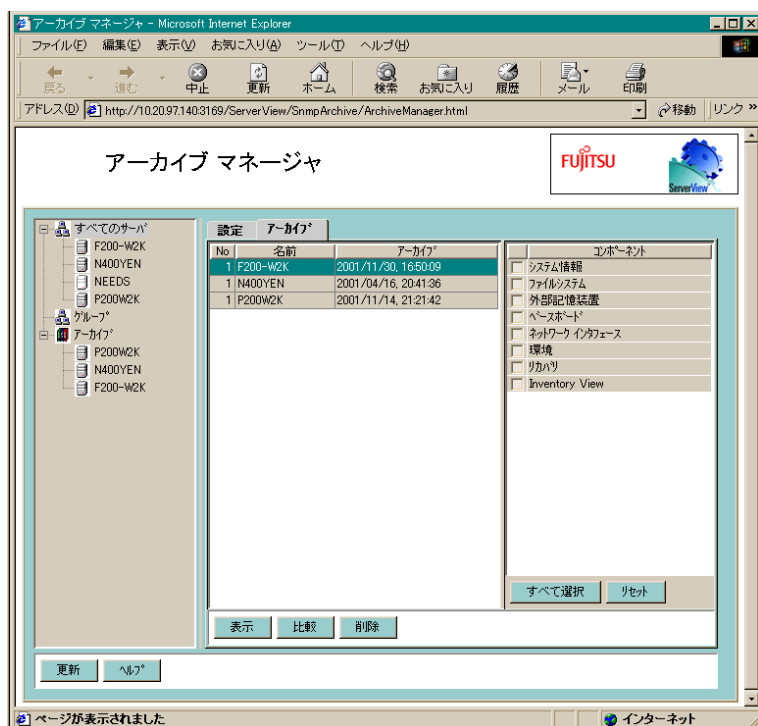 アーカイブ マネージャ - Microsoft Internet Explorer
ファイル(F) 編集(E) 表示(V) お気に入り(A) ツール(T) ヘルプ(H)
戻る 進む 中止 更新 ホーム 検索 お気に入り 履歴 メール 印刷
アドレス(D) http://10.20.97.140:3169/ServerView/SnmpArchive/ArchiveManager.html 移動 リンク »
アーカイブ マネージャ
FUJITSU
ServerView
すべてのサーバ
F200-W2K
N400YEN
NEEDS
P200W2K
グループ
アーカイブ
P200W2K
N400YEN
F200-W2K
設定 アーカイブ
No 名前 アーカイブ
1 F200-W2K 2001/11/30, 16:50:09
1 N400YEN 2001/04/16, 20:41:36
1 P200W2K 2001/11/14, 21:21:42
コンポーネント
システム情報
ファイルシステム
外部記憶装置
ベースボード
ネットワーク インタフェース
環境
リカバリ
Inventory View
すべて選択 リセット
表示 比較 削除
更新 ヘルプ
ページが表示されました インターネット